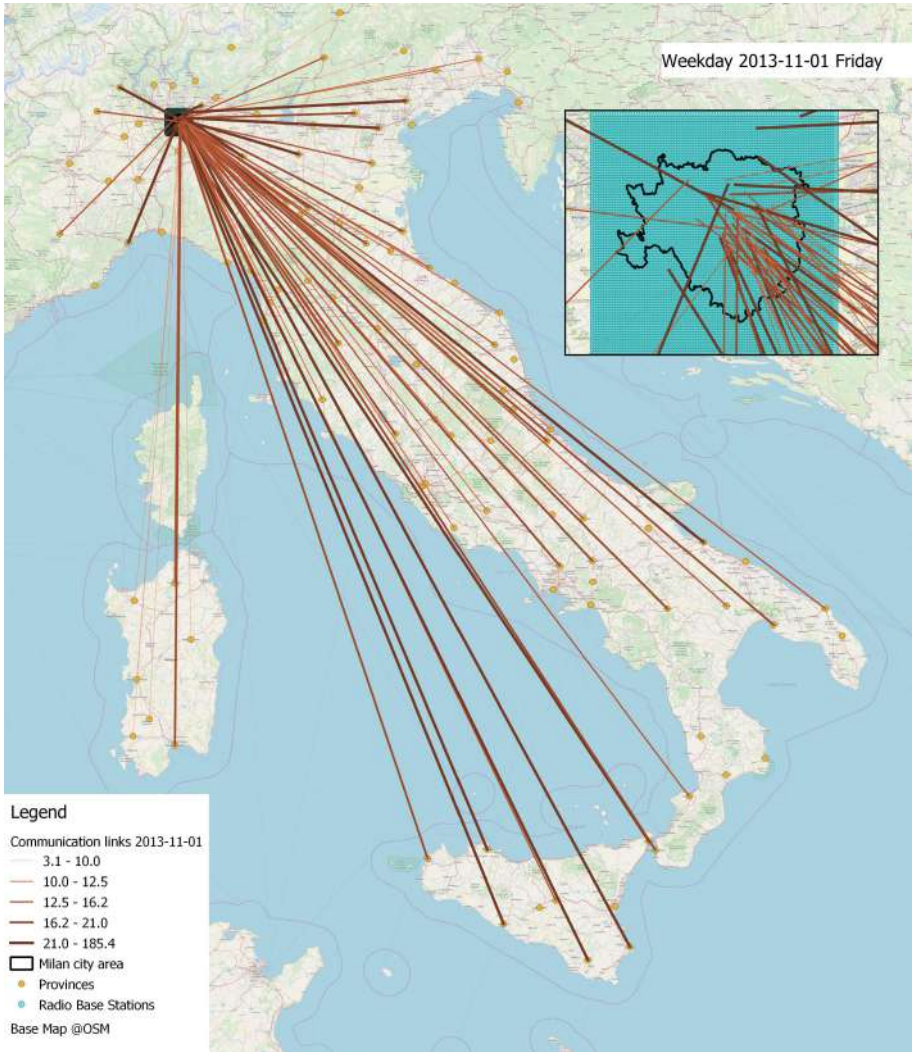 Weekday 2013-11-01 Friday
Legend
Communication links 2013-11-01
3.1 - 10.0
10.0 - 12.5
12.5 - 16.2
16.2 - 21.0
21.0 - 185.4
Milan city area
Provinces
Radio Base Stations
Base Map @OSM